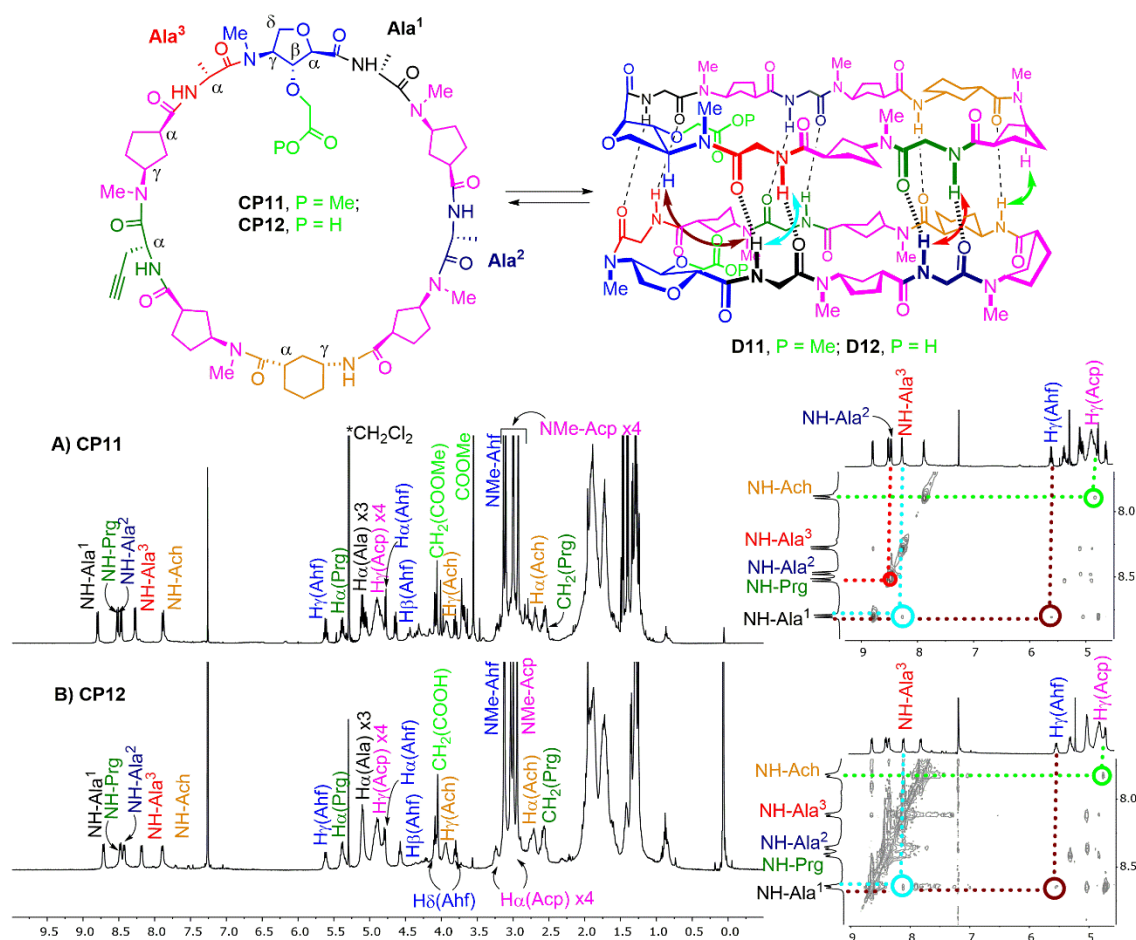 δ
Me
O
O
Ala¹
Ala³
O
N
β
NH
γ
α
Me
N
α
HN
O
O
O
O
PO
α
γ
Me N
CP11, P = Me;
CP12, P = H
O
HN
O
Ala²
α
NH
O
N Me
O
N
Me
O
α
γ
N
H
O
D11, P = Me; D12, P = H
A) CP11
*CH₂Cl₂
NMe-Acp x4
NH-Ala¹
NH-Prg
NH-Ala²
NH-Ala³
NH-Ach
Hγ(Ahf)
Hα(Prg)
Hα(Ala) x3
Hγ(Acp) x4
Hα(Ahf)
Hβ(Ahf)
CH₂(COOMe)
Hγ(Ach)
COOMe
NMe-Ahf
Hα(Ach)
CH₂(Prg)
NH-Ala²
NH-Ala³
Hγ(Ahf)
Hγ(Acp)
NH-Ach
NH-Ala³
NH-Ala²
NH-Prg
NH-Ala¹
8.0
8.5
9 8 7 6 5
B) CP12
NH-Ala¹
NH-Prg
NH-Ala²
NH-Ala³
NH-Ach
Hγ(Ahf)
Hα(Prg)
Hα(Ala) x3
Hγ(Acp) x4
Hα(Ahf)
Hβ(Ahf)
CH₂(COOH)
Hγ(Ach)
NMe-Ahf
NMe-Acp
Hα(Ach)
CH₂(Prg)
Hδ(Ahf)
Hα(Acp) x4
10.0 9.5 9.0 8.5 8.0 7.5 7.0 6.5 6.0 5.5 5.0 4.5 4.0 3.5 3.0 2.5 2.0 1.5 1.0 0.5 0.0
NH-Ala³
Hγ(Ahf)
Hγ(Acp)
NH-Ach
NH-Ala³
NH-Ala²
NH-Prg
NH-Ala¹
8.0
8.5
9 8 7 6 5